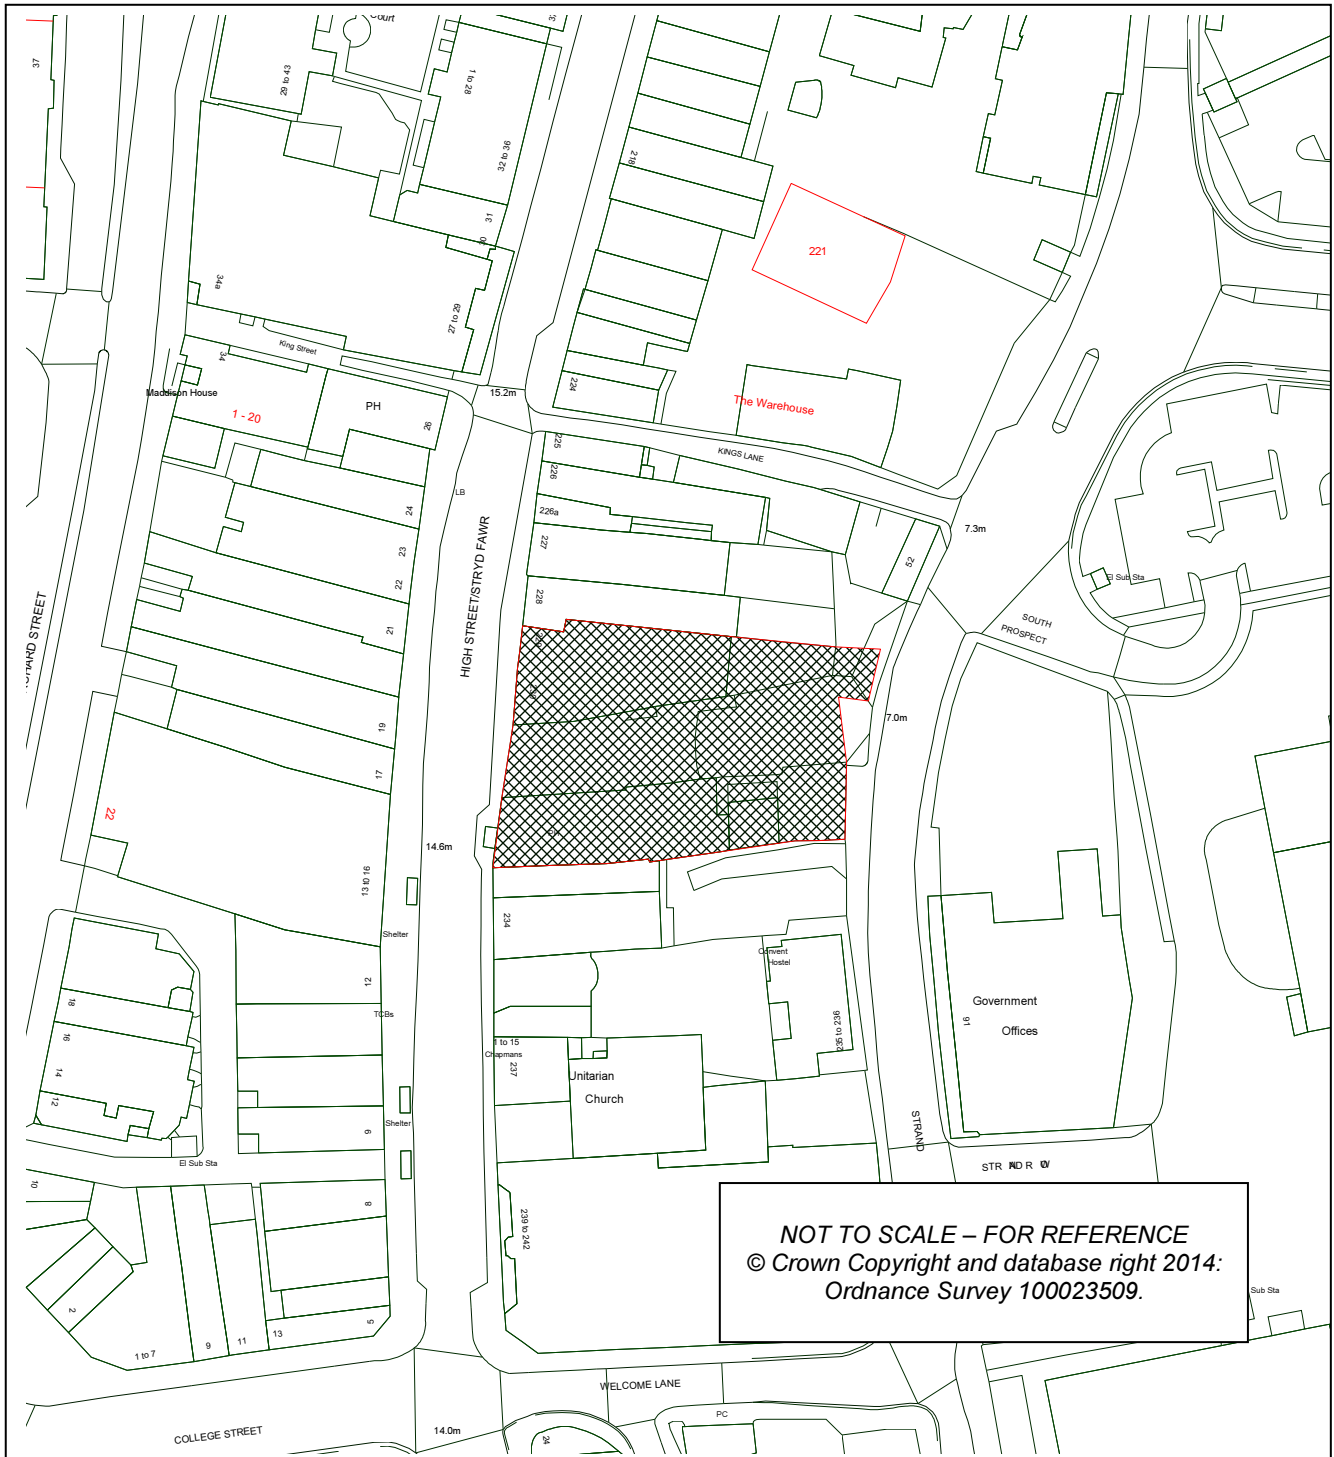 Court
37
29 to 43
1 to 28
32 to 36
218
31
30
221
34a
27 to 29
King Street
34
15.2m
224
Maddison House
1 - 20
PH
26
The Warehouse
225
KINGS LANE
226
LB
24
226a
7.3m
23
227
52
22
228
El Sub Sta
HIGH STREET/STRYD FAWR
21
SOUTH
PROSPECT
229
19
7.0m
17
22
14.6m
PH
13 to 16
234
Shelter
Convent
Hostel
12
18
TCBs
16
Government
Offices
91
235 to 236
1 to 15
Chapmans
237
14
Unitarian
Church
12
Shelter
9
STRAND
El Sub Sta
10
8
239 to 242
NOT TO SCALE – FOR REFERENCE
© Crown Copyright and database right 2014:
Ordnance Survey 100023509.
Sub Sta
2
5
13
11
9
1 to 7
WELCOME LANE
PC
COLLEGE STREET
14.0m
24